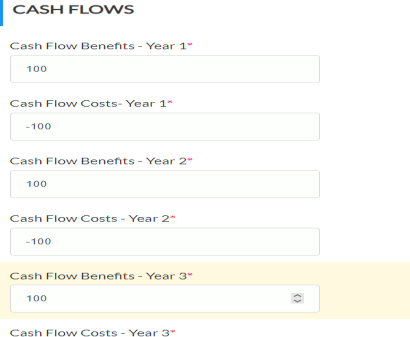 CASH FLOWS
Cash Flow Benefits - Year 1*
100
Cash Flow Costs- Year 1*
-100
Cash Flow Benefits - Year 2*
100
Cash Flow Costs - Year 2*
-100
Cash Flow Benefits - Year 3*
100
Cash Flow Costs - Year 3*